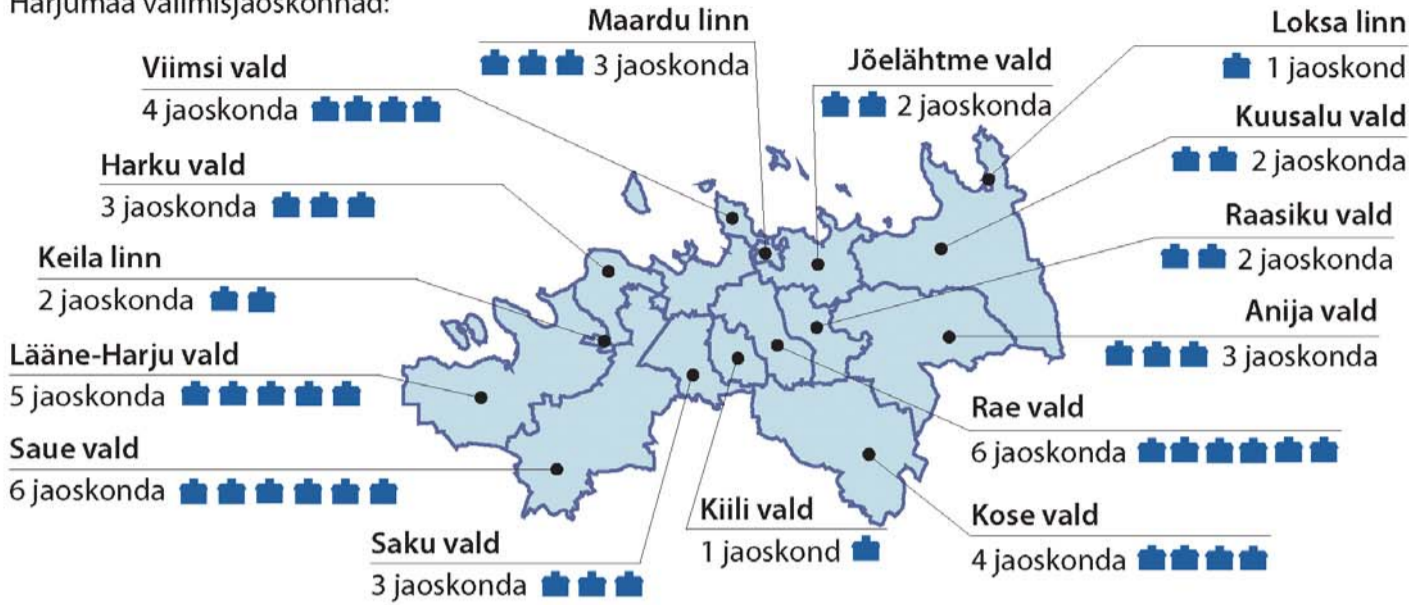 Harjumaa valimisjaoskonnad:
Maardu linn
3 jaoskonda
Loksa linn
1 jaoskond
Viimsi vald
4 jaoskonda
Jõelähtme vald
2 jaoskonda
Kuusalu vald
2 jaoskonda
Harku vald
3 jaoskonda
Raasiku vald
2 jaoskonda
Keila linn
2 jaoskonda
Anija vald
3 jaoskonda
Lääne-Harju vald
5 jaoskonda
Rae vald
6 jaoskonda
Saue vald
6 jaoskonda
Kiili vald
1 jaoskond
Kose vald
4 jaoskonda
Saku vald
3 jaoskonda